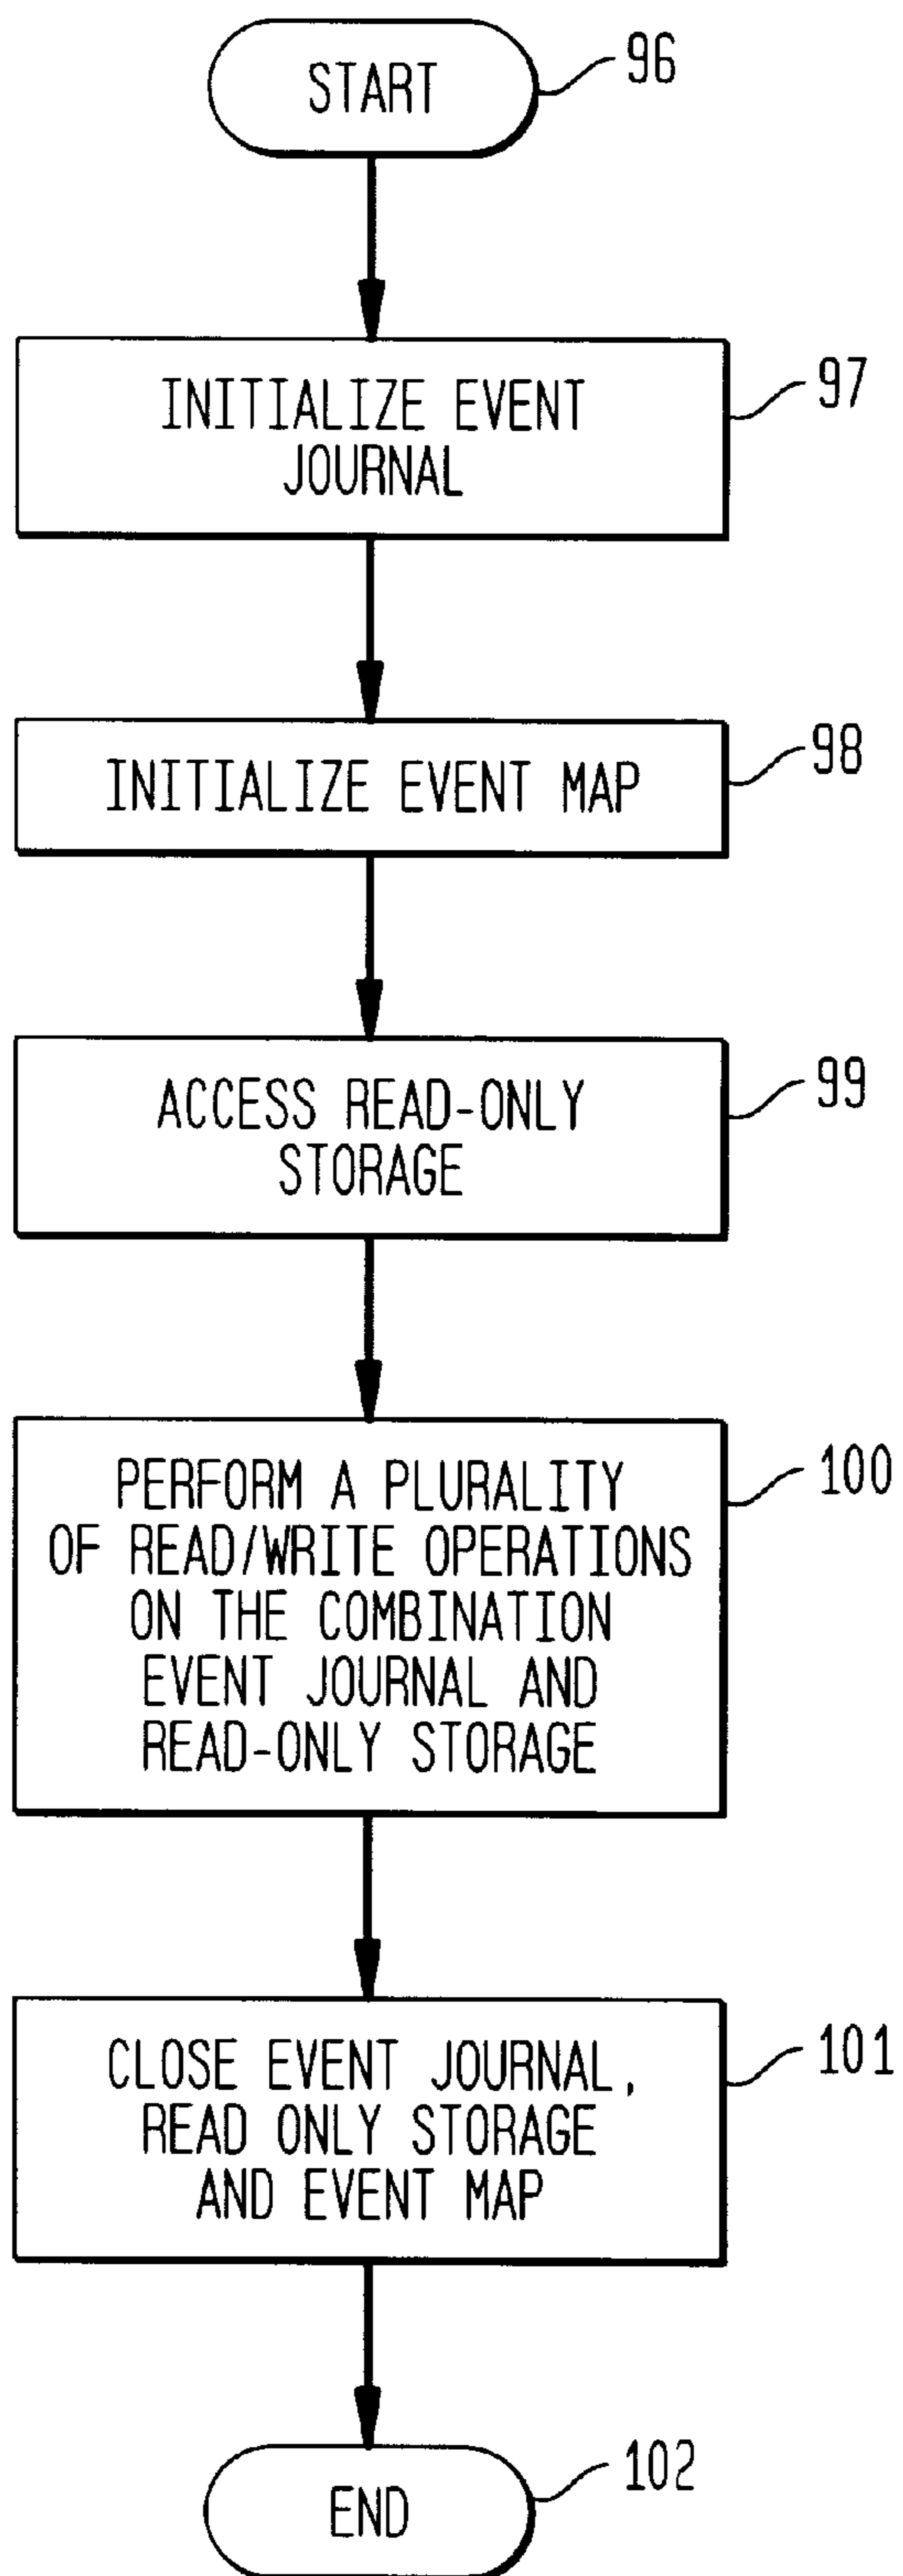 START
96
INITIALIZE EVENT
JOURNAL
97
INITIALIZE EVENT MAP
98
ACCESS READ-ONLY
STORAGE
99
PERFORM A PLURALITY
OF READ/WRITE OPERATIONS
ON THE COMBINATION
EVENT JOURNAL AND
READ-ONLY STORAGE
100
CLOSE EVENT JOURNAL,
READ ONLY STORAGE
AND EVENT MAP
101
END
102